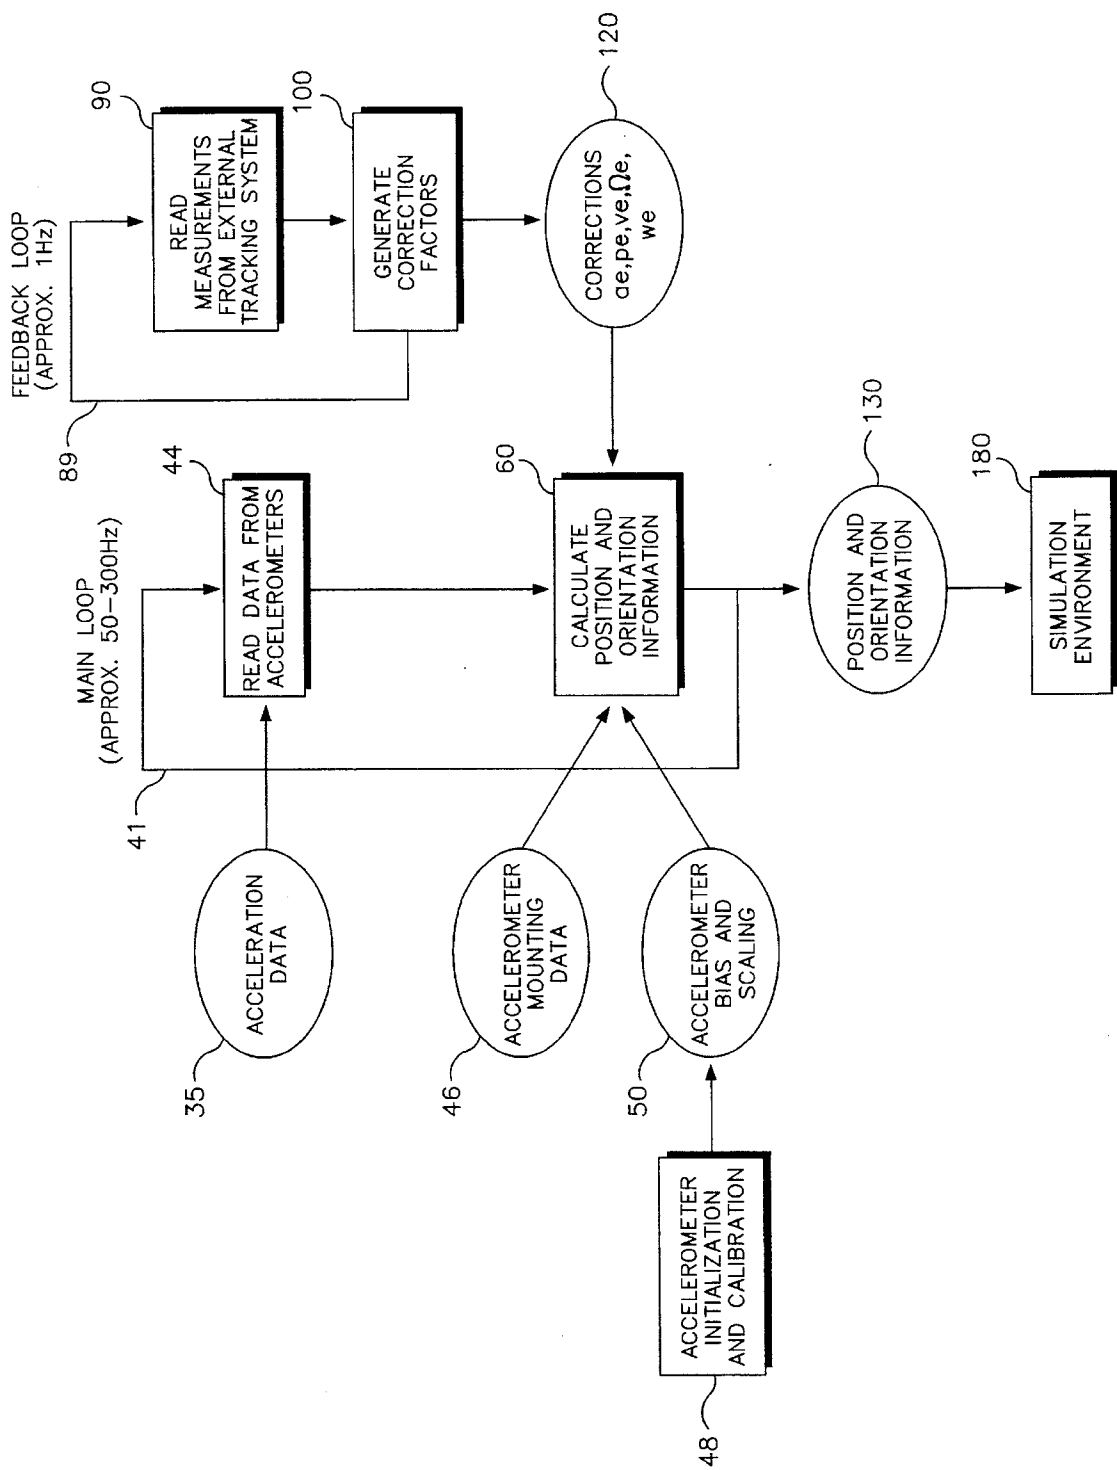 MAIN LOOP
(APPROX. 50-300Hz)
FEEDBACK LOOP
(APPROX. 1Hz)
41
89
35
ACCELERATION
DATA
44
READ DATA FROM
ACCELEROMETERS
90
READ
MEASUREMENTS
FROM EXTERNAL
TRACKING SYSTEM
100
GENERATE
CORRECTION
FACTORS
46
ACCELEROMETER
MOUNTING
DATA
60
CALCULATE
POSITION AND
ORIENTATION
INFORMATION
120
CORRECTIONS
ae,pe,ve,Ωe,
we
48
ACCELEROMETER
INITIALIZATION
AND CALIBRATION
50
ACCELEROMETER
BIAS AND
SCALING
130
POSITION AND
ORIENTATION
INFORMATION
180
SIMULATION
ENVIRONMENT